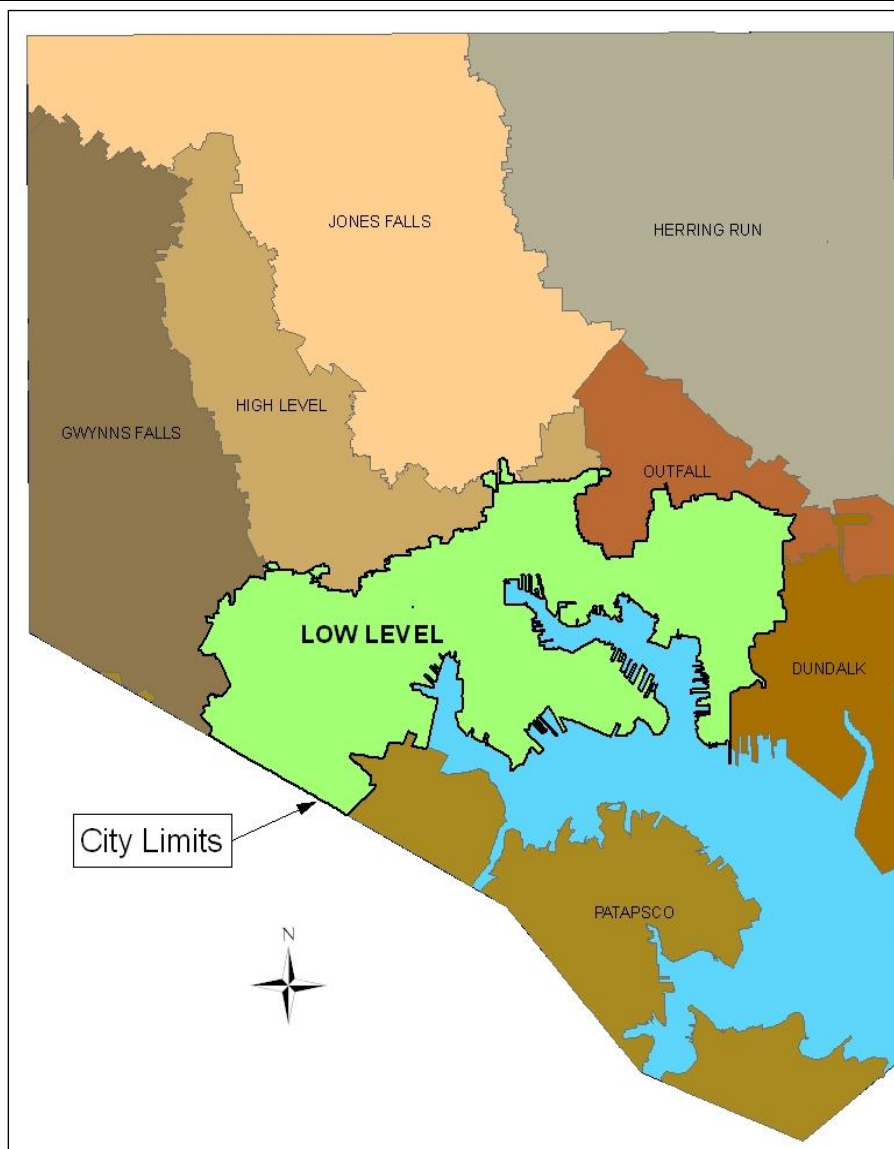 JONES FALLS
HERRING RUN
HIGH LEVEL
GWYNNS FALLS
OUTFALL
LOW LEVEL
DUNDALK
City Limits
PATAPSCO
N